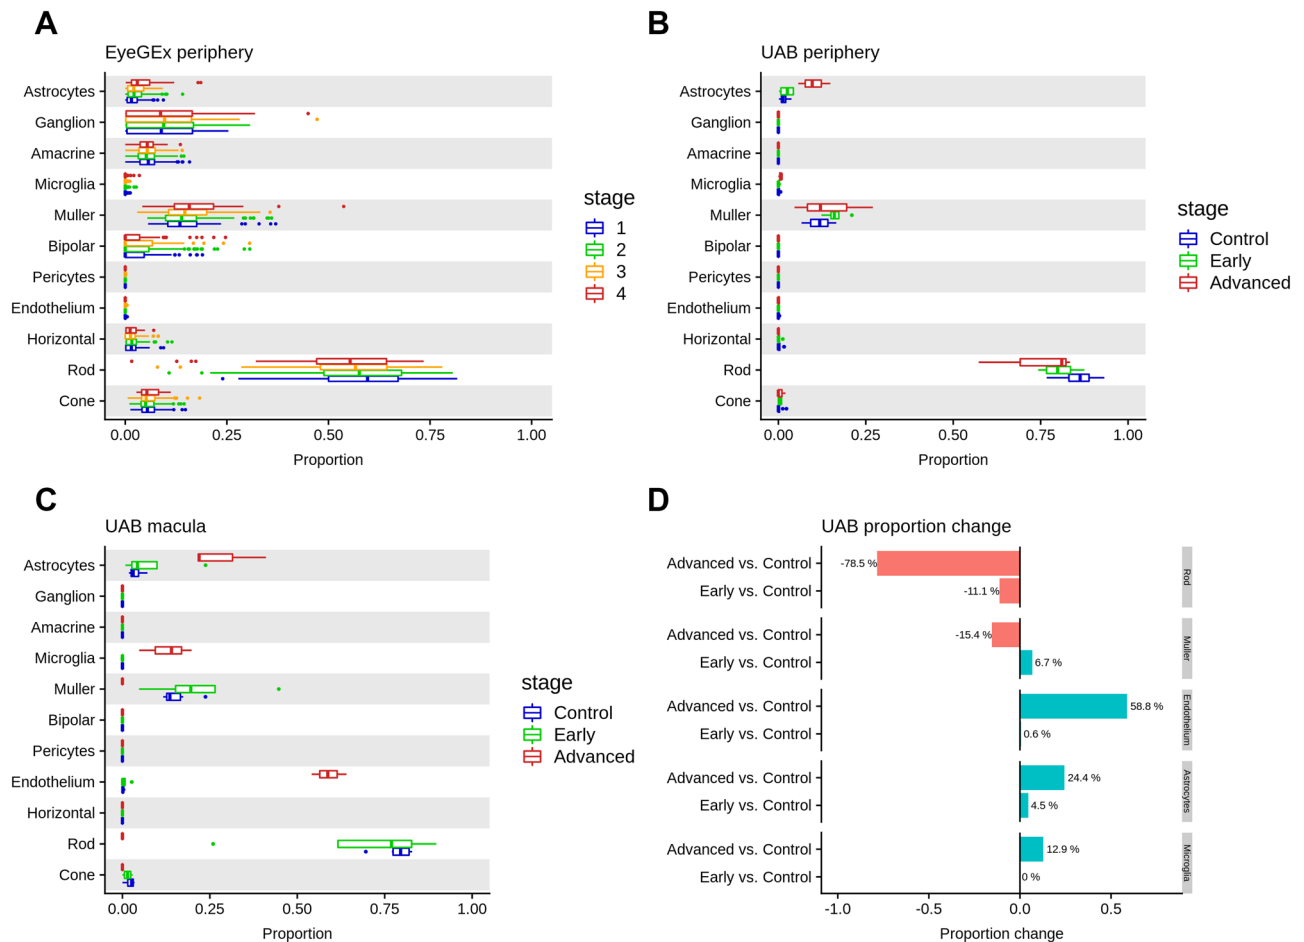 A
EyeGEx periphery
Astrocytes
Ganglion
Amacrine
Microglia
Muller
Bipolar
Pericytes
Endothelium
Horizontal
Rod
Cone
0.00 0.25 0.50 0.75 1.00
Proportion
stage
1
2
3
4
B
UAB periphery
Astrocytes
Ganglion
Amacrine
Microglia
Muller
Bipolar
Pericytes
Endothelium
Horizontal
Rod
Cone
0.00 0.25 0.50 0.75 1.00
Proportion
stage
Control
Early
Advanced
C
UAB macula
Astrocytes
Ganglion
Amacrine
Microglia
Muller
Bipolar
Pericytes
Endothelium
Horizontal
Rod
Cone
0.00 0.25 0.50 0.75 1.00
Proportion
stage
Control
Early
Advanced
D
UAB proportion change
Advanced vs. Control -78.5 %
Early vs. Control -11.1 %
Rod
Advanced vs. Control -15.4 %
Early vs. Control 6.7 %
Muller
Advanced vs. Control 58.8 %
Early vs. Control 0.6 %
Endothelium
Advanced vs. Control 24.4 %
Early vs. Control 4.5 %
Astrocytes
Advanced vs. Control 12.9 %
Early vs. Control 0 %
Microglia
-1.0 -0.5 0.0 0.5
Proportion change